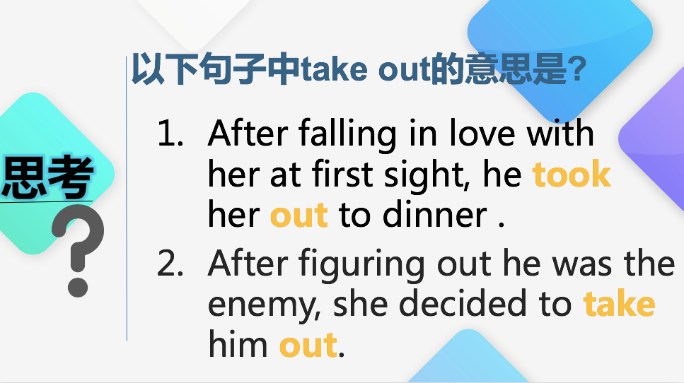 以下句子中take out的意思是?
思考
?
1. After falling in love with
her at first sight, he took
her out to dinner .
2. After figuring out he was the
enemy, she decided to take
him out.